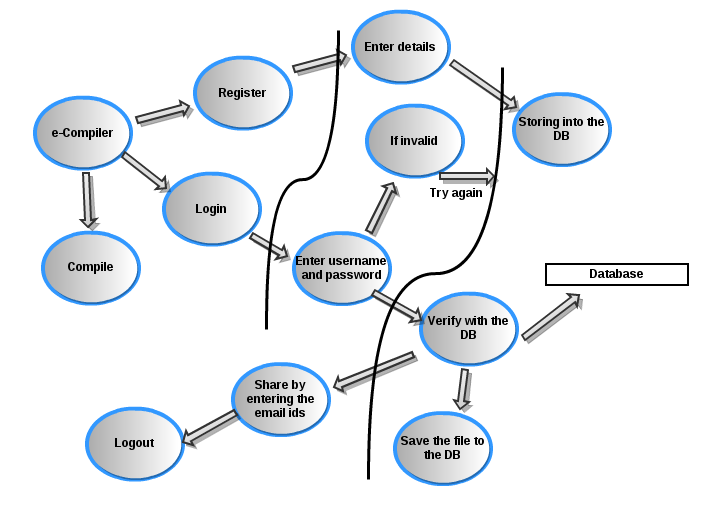 Enter details
Register
Storing into the
DB
e-Compiler
If invalid
Try again
Login
Compile
Enter username
and password
Database
Verify with the
DB
Share by
entering the
email ids
Logout
Save the file to
the DB